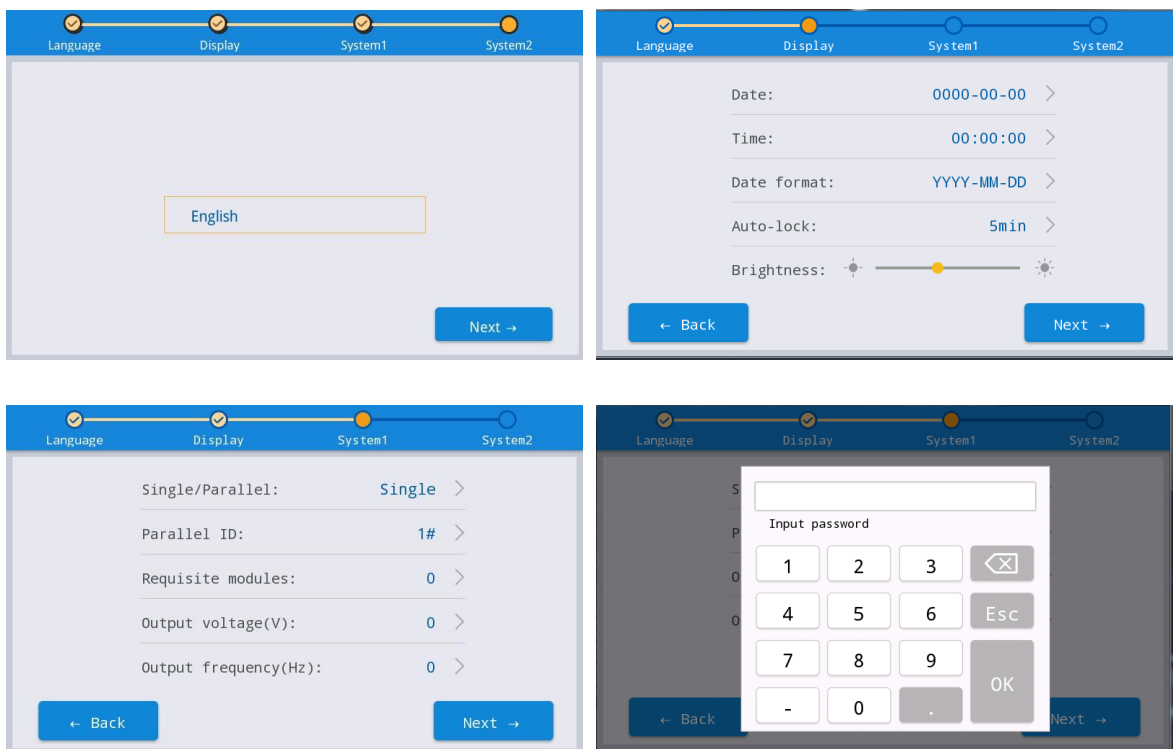 Language Display System1 System2
English
Next →
Language Display System1 System2
Date: 0000-00-00
Time: 00:00:00
Date format: YYYY-MM-DD
Auto-lock: 5min
Brightness:
← Back Next →
Language Display System1 System2
Single/Parallel: Single
Parallel ID: 1#
Requisite modules: 0
Output voltage(V): 0
Output frequency(Hz): 0
← Back Next →
Language Display System1 System2
S
P
O
O
Input password
1 2 3
4 5 6 Esc
7 8 9
OK
- 0 .
← Back Next →